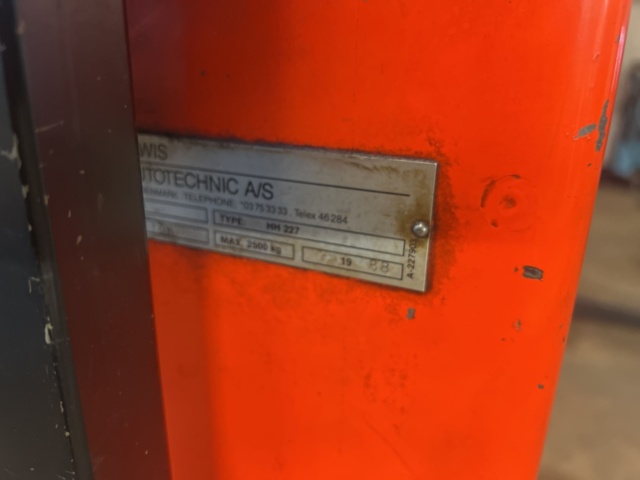 WIS
UTOTECHNIC A/S
DENMARK . TELEPHONE: *03 75 33 33 . Telex 46 284
TYPE: HH 227
MAX. 2500 kg 19 88